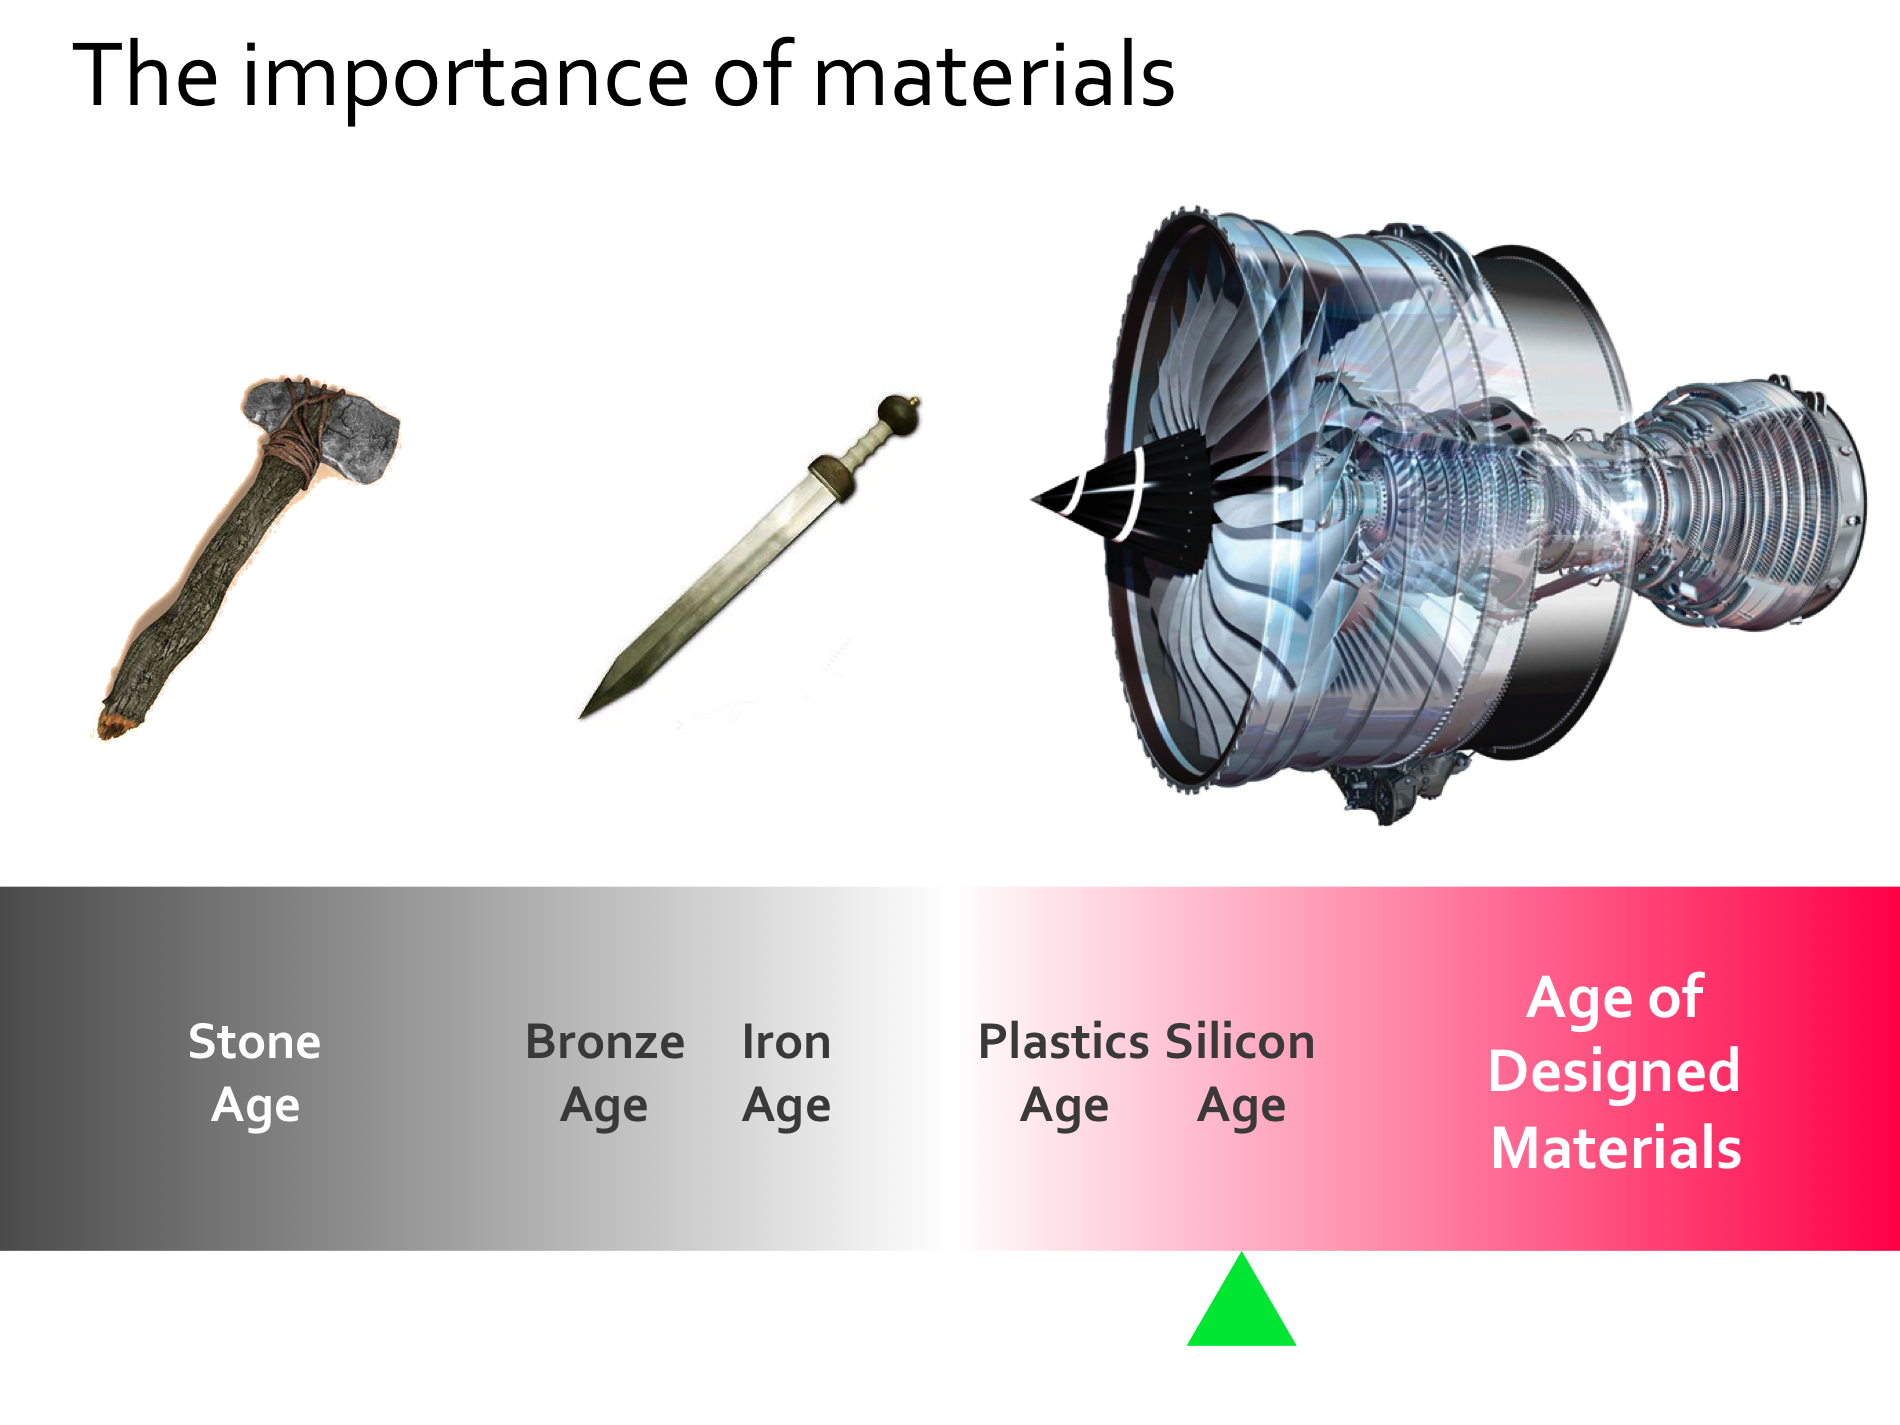 The importance of materials
Stone
Age
Bronze
Age
Iron
Age
Plastics
Age
Silicon
Age
Age of
Designed
Materials